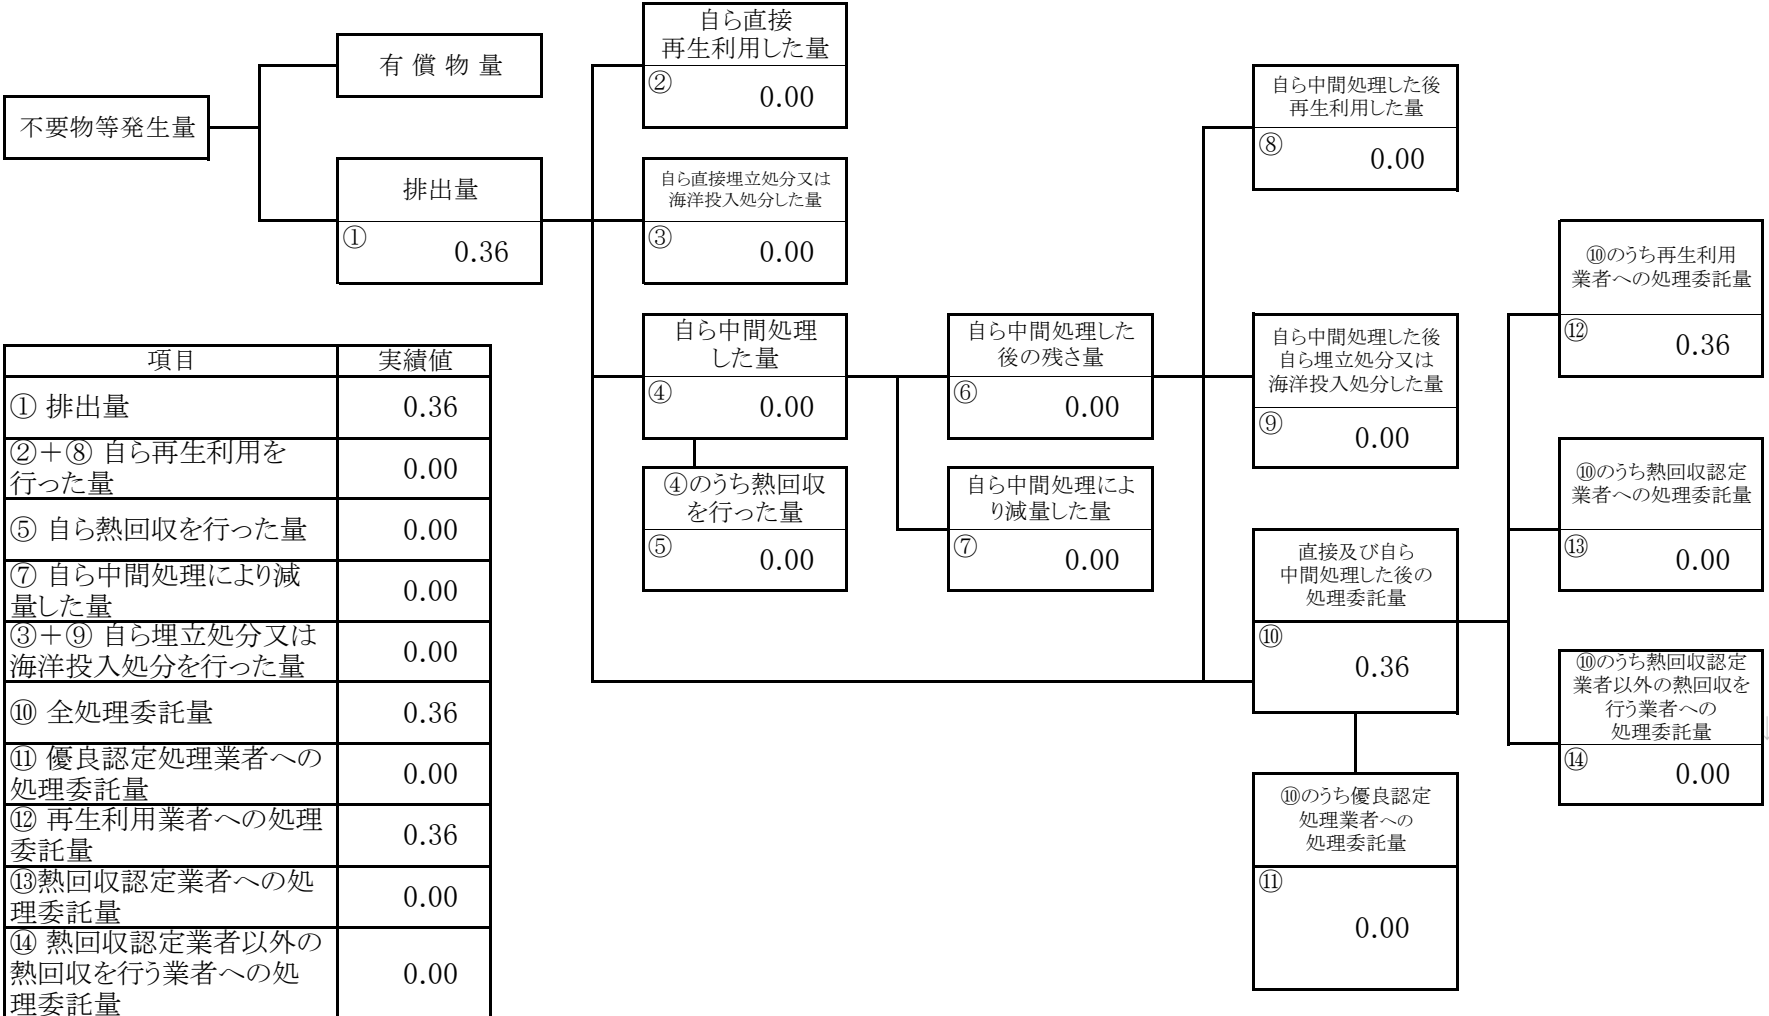 不要物等発生量
有 償 物 量
排出量
①
0.36
自ら直接
再生利用した量
②
0.00
自ら直接埋立処分又は
海洋投入処分した量
③
0.00
自ら中間処理
した量
④
0.00
④のうち熱回収
を行った量
⑤
0.00
自ら中間処理した
後の残さ量
⑥
0.00
自ら中間処理によ
り減量した量
⑦
0.00
自ら中間処理した後
再生利用した量
⑧
0.00
自ら中間処理した後
自ら埋立処分又は
海洋投入処分した量
⑨
0.00
直接及び自ら
中間処理した後の
処理委託量
⑩
0.36
⑩のうち優良認定
処理業者への
処理委託量
⑪
0.00
⑩のうち再生利用
業者への処理委託量
⑫
0.36
⑩のうち熱回収認定
業者への処理委託量
⑬
0.00
⑩のうち熱回収認定
業者以外の熱回収を
行う業者への
処理委託量
⑭
0.00
項目 実績値
① 排出量 0.36
②＋⑧ 自ら再生利用を
行った量 0.00
⑤ 自ら熱回収を行った量 0.00
⑦ 自ら中間処理により減
量した量 0.00
③＋⑨ 自ら埋立処分又は
海洋投入処分を行った量 0.00
⑩ 全処理委託量 0.36
⑪ 優良認定処理業者への
処理委託量 0.00
⑫ 再生利用業者への処理
委託量 0.36
⑬熱回収認定業者への処
理委託量 0.00
⑭ 熱回収認定業者以外の
熱回収を行う業者への処
理委託量 0.00